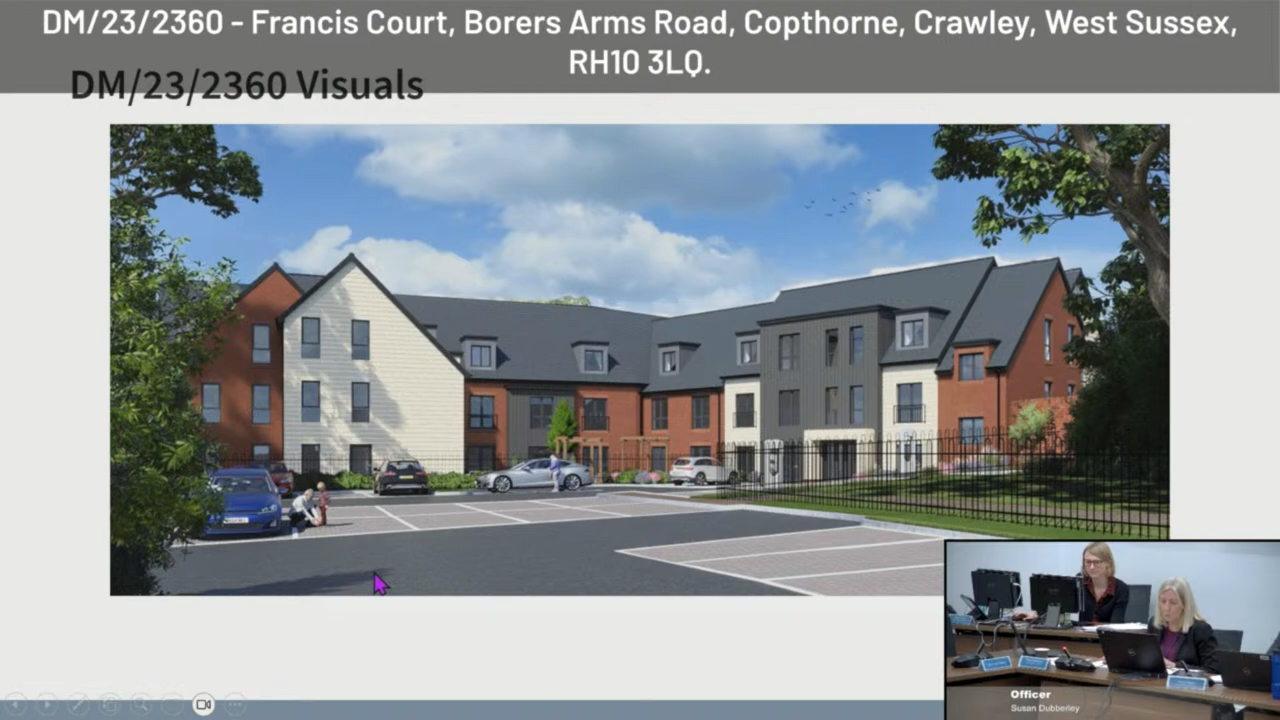 DM/23/2360 - Francis Court, Borers Arms Road, Copthorne, Crawley, West Sussex,
RH10 3LQ.
DM/23/2360 Visuals
Officer
Susan Dubberley